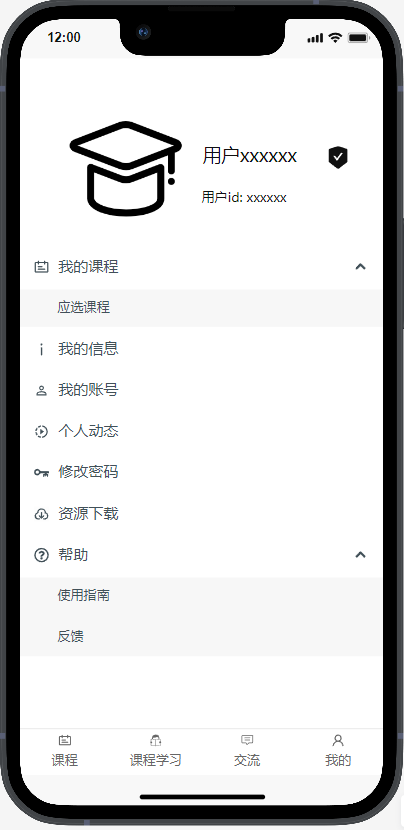 12:00
用户xxxxxx
用户id: xxxxxx
我的课程
应选课程
我的信息
我的账号
个人动态
修改密码
资源下载
帮助
使用指南
反馈
课程 课程学习 交流 我的